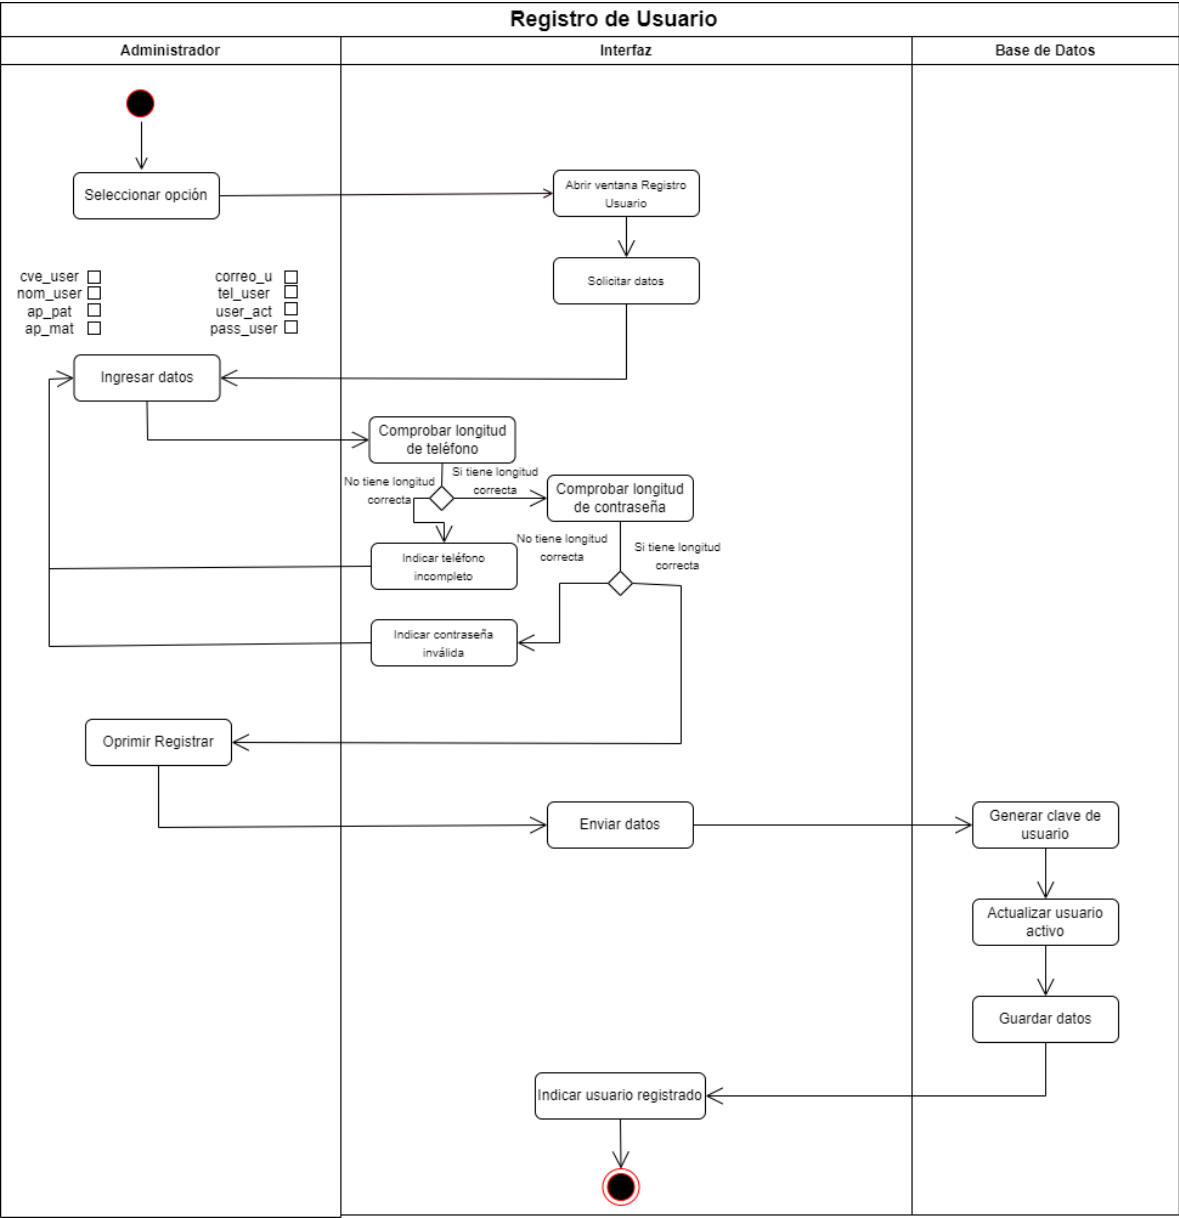 Registro de Usuario
Administrador
Interfaz
Base de Datos
Seleccionar opción
Abrir ventana Registro
Usuario
Solicitar datos
cve_user
nom_user
ap_pat
ap_mat
correo_u
tel_user
user_act
pass_user
Ingresar datos
Comprobar longitud
de teléfono
No tiene longitud
correcta
Si tiene longitud
correcta
Comprobar longitud
de contraseña
Indicar teléfono
incompleto
No tiene longitud
correcta
Si tiene longitud
correcta
Indicar contraseña
inválida
Oprimir Registrar
Enviar datos
Generar clave de
usuario
Actualizar usuario
activo
Guardar datos
Indicar usuario registrado